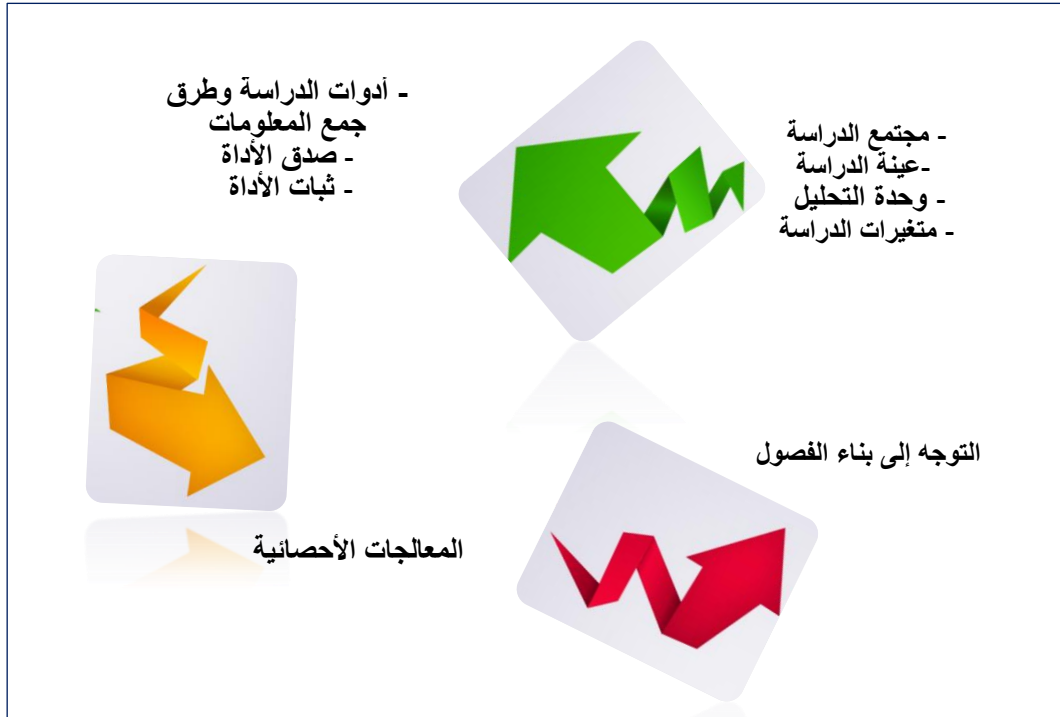 - مجتمع الدراسة
-عينة الدراسة
- وحدة التحليل
- متغيرات الدراسة
- أدوات الدراسة وطرق
جمع المعلومات
- صدق الأداة
- ثبات الأداة
المعالجات الأحصائية
التوجه إلى بناء الفصول